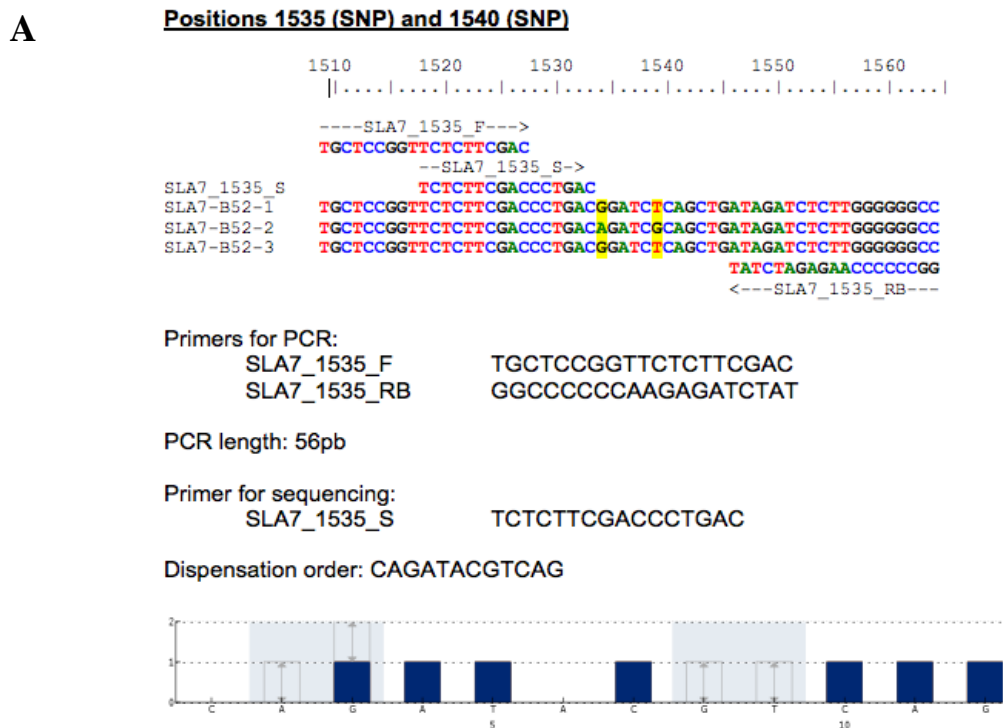 A
Positions 1535 (SNP) and 1540 (SNP)
1510 1520 1530 1540 1550 1560
|....|....|....|....|....|....|....|....|....|....|....|
----SLA7_1535_F--->
TGCTCCGGTTCTCTTCGAC
--SLA7_1535_S->
SLA7_1535_S TCTCTTCGACCCTGAC
SLA7-B52-1 TGCTCCGGTTCTCTTCGACCCTGACGGATCTCAGCTGATAGATCTCTTGGGGGGCC
SLA7-B52-2 TGCTCCGGTTCTCTTCGACCCTGACAGATCGCAGCTGATAGATCTCTTGGGGGGCC
SLA7-B52-3 TGCTCCGGTTCTCTTCGACCCTGACGGATCTCAGCTGATAGATCTCTTGGGGGGCC
TATCTAGAGAACCCCCCGG
<---SLA7_1535_RB---
Primers for PCR:
SLA7_1535_F TGCTCCGGTTCTCTTCGAC
SLA7_1535_RB GGCCCCCCAAGAGATCTAT
PCR length: 56pb
Primer for sequencing:
SLA7_1535_S TCTCTTCGACCCTGAC
Dispensation order: CAGATACGTCAG
2
1
0
C A G A T A C G T C A G
5 10